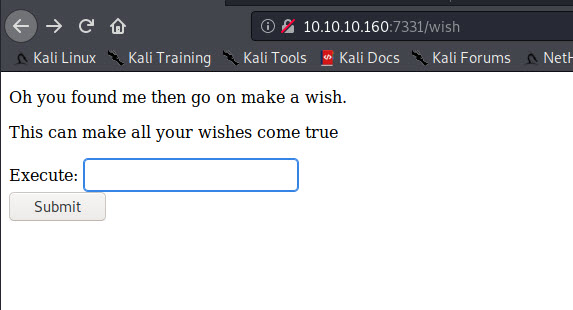 10.10.10.160:7331/wish
Kali Linux Kali Training Kali Tools Kali Docs Kali Forums
Oh you found me then go on make a wish.
This can make all your wishes come true
Execute:
Submit